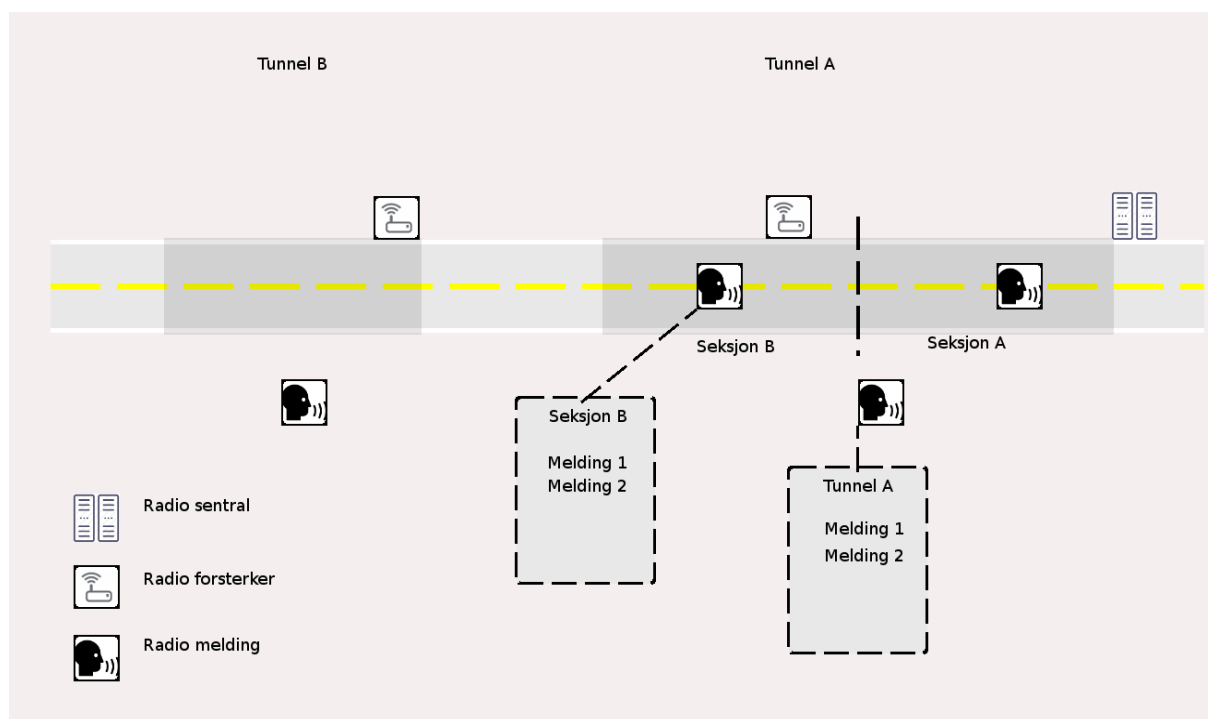 Tunnel B
Tunnel A
Seksjon B
Seksjon A
Seksjon B
Melding 1
Melding 2
Tunnel A
Melding 1
Melding 2
Radio sentral
Radio forsterker
Radio melding